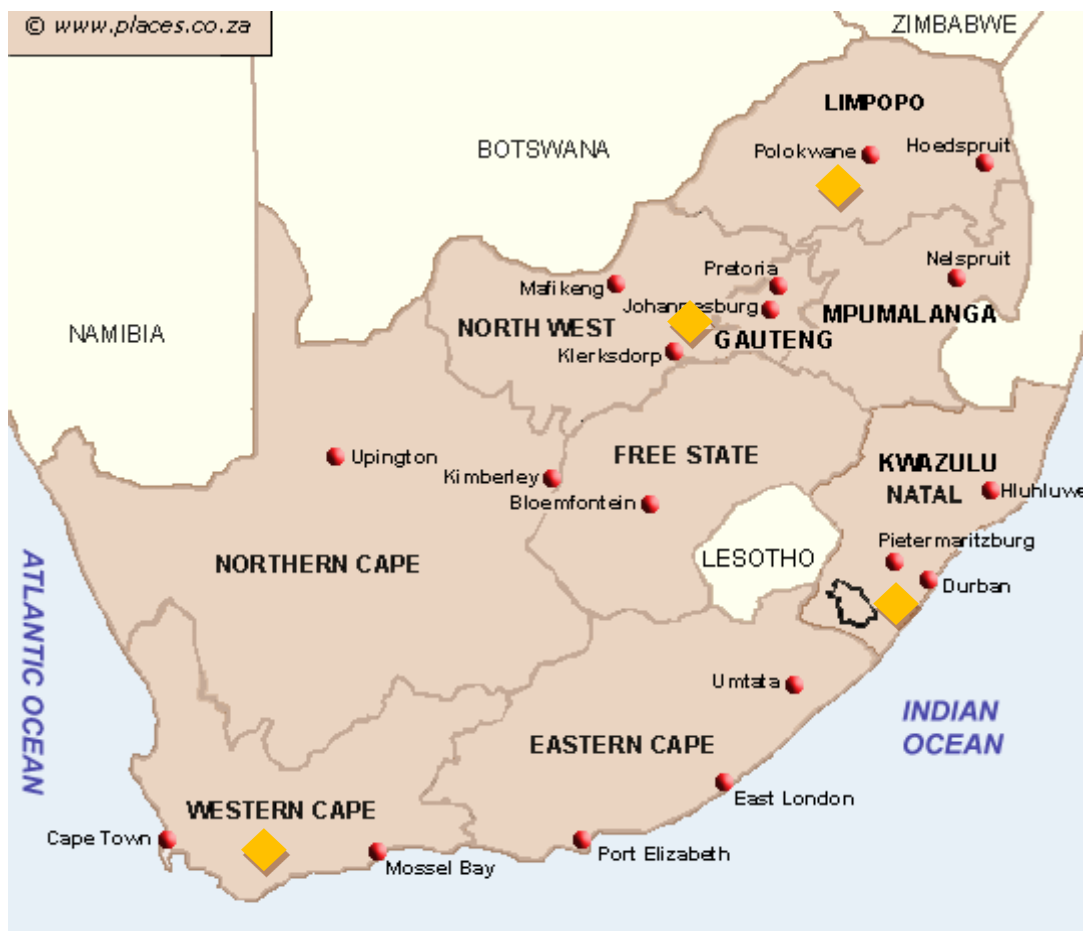 © www.places.co.za
ZIMBABWE
LIMPOPO
BOTSWANA
Polokwane
Hoedspruit
Pretoria
Nelspruit
Mafikeng
Johannesburg
NAMIBIA
NORTH WEST
MPUMALANGA
GAUTENG
Klerksdorp
Upington
Kimberley
FREE STATE
KWAZULU
NATAL
Hluhluwe
Bloemfontein
Pietermaritzburg
NORTHERN CAPE
LESOTHO
Durban
ATLANTIC OCEAN
Umtata
INDIAN
OCEAN
EASTERN CAPE
East London
WESTERN CAPE
Cape Town
Mossel Bay
Port Elizabeth